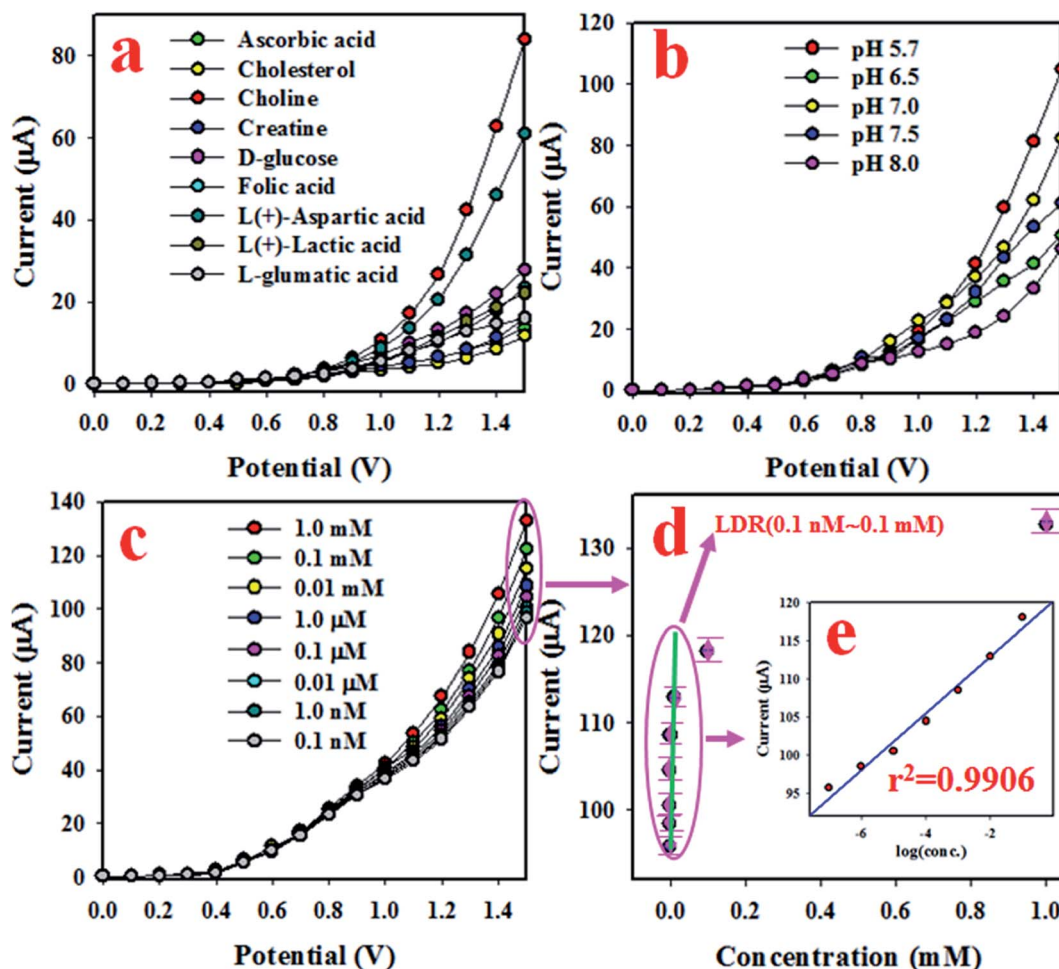 a
Ascorbic acid
Cholesterol
Choline
Creatine
D-glucose
Folic acid
L(+)-Aspartic acid
L(+)-Lactic acid
L-glumatic acid
Current (µA)
80
60
40
20
0
0.0 0.2 0.4 0.6 0.8 1.0 1.2 1.4
Potential (V)
b
pH 5.7
pH 6.5
pH 7.0
pH 7.5
pH 8.0
Current (µA)
120
100
80
60
40
20
0
0.0 0.2 0.4 0.6 0.8 1.0 1.2 1.4
Potential (V)
c
1.0 mM
0.1 mM
0.01 mM
1.0 µM
0.1 µM
0.01 µM
1.0 nM
0.1 nM
Current (µA)
140
120
100
80
60
40
20
0
0.0 0.2 0.4 0.6 0.8 1.0 1.2 1.4
Potential (V)
d
LDR(0.1 nM~0.1 mM)
Current (µA)
130
120
110
100
0.0 0.2 0.4 0.6 0.8 1.0
Concentration (mM)
e
r²=0.9906
Current (µA)
120
115
110
105
100
95
-6 -4 -2
log(conc.)